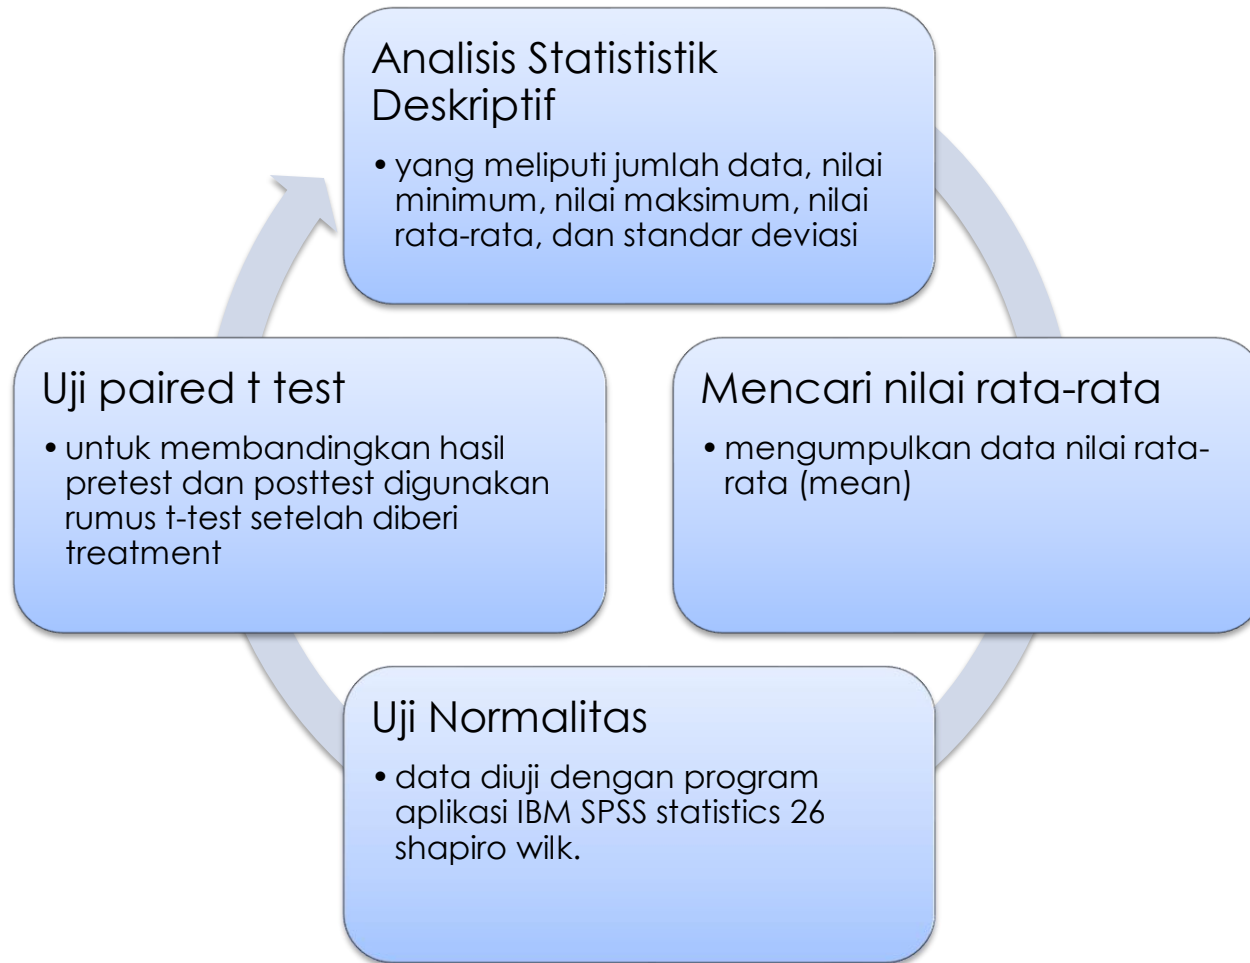 Analisis Statististik
Deskriptif
• yang meliputi jumlah data, nilai
minimum, nilai maksimum, nilai
rata-rata, dan standar deviasi
Mencari nilai rata-rata
• mengumpulkan data nilai rata-
rata (mean)
Uji Normalitas
• data diuji dengan program
aplikasi IBM SPSS statistics 26
shapiro wilk.
Uji paired t test
• untuk membandingkan hasil
pretest dan posttest digunakan
rumus t-test setelah diberi
treatment